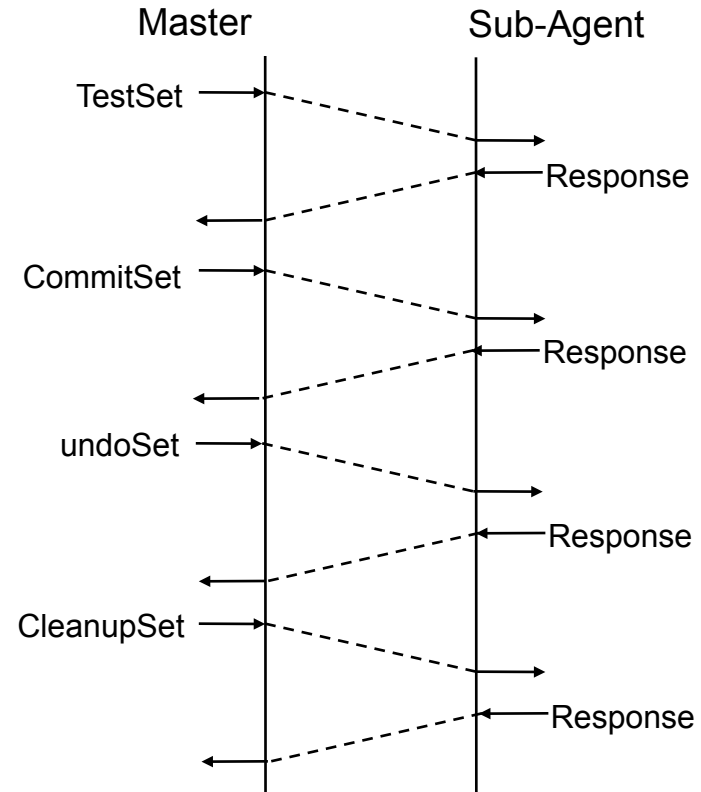 Master
Sub-Agent
TestSet
Response
CommitSet
Response
undoSet
Response
CleanupSet
Response